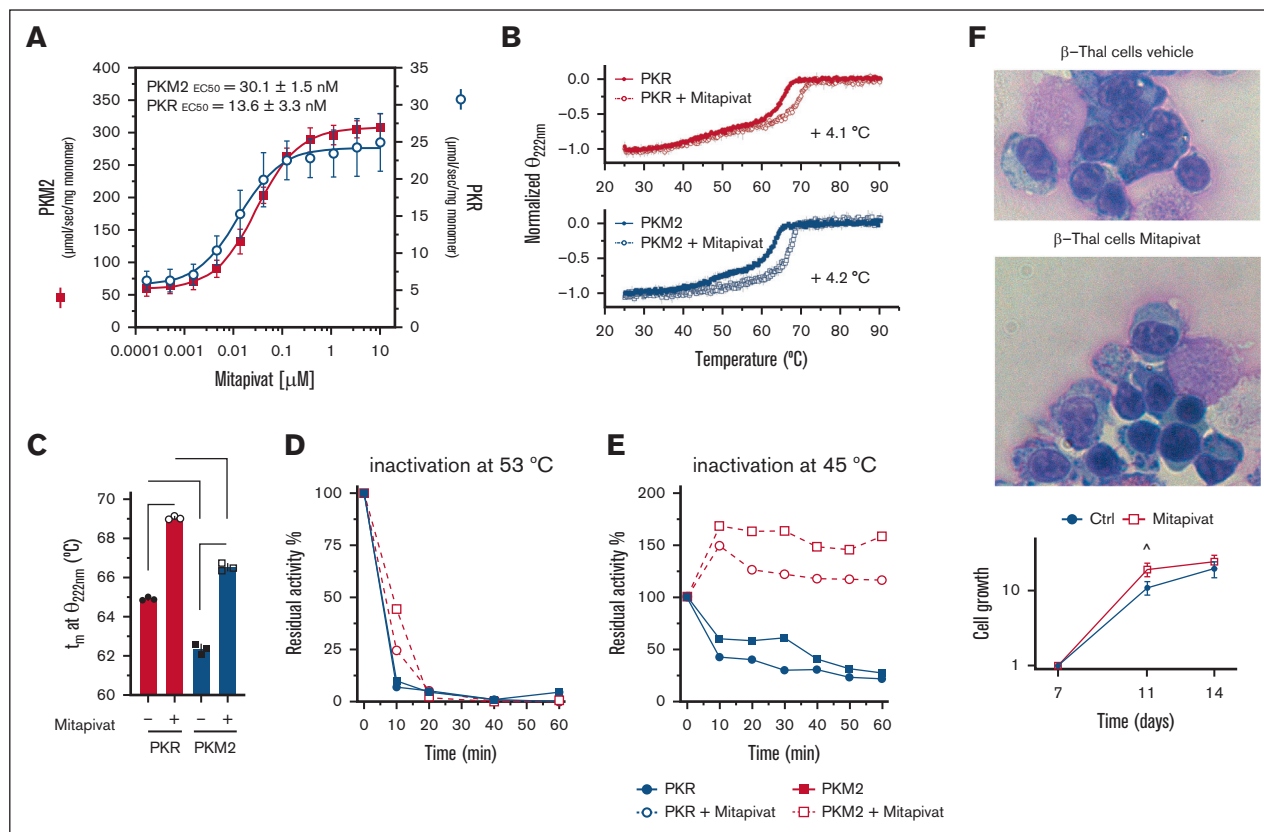 A
PKM2 EC50 = 30.1 ± 1.5 nM
PKR EC50 = 13.6 ± 3.3 nM
400
350
300
250
200
150
100
50
0
35
30
25
20
15
10
5
0
PKM2
(μmol/sec/mg monomer)
PKR
(μmol/sec/mg monomer)
0.0001 0.001 0.01 0.1 1 10
Mitapivat [μM]
B
PKR
PKR + Mitapivat
+ 4.1 ºC
0.0
−0.5
−1.0
20 30 40 50 60 70 80 90
PKM2
PKM2 + Mitapivat
+ 4.2 ºC
0.0
−0.5
−1.0
20 30 40 50 60 70 80 90
Normalized Θ222nm
Temperature (ºC)
C
70
68
66
64
62
60
tm at Θ222nm (ºC)
Mitapivat − + − +
PKR PKM2
D
inactivation at 53 ºC
100
75
50
25
0
Residual activity %
0 10 20 30 40 50 60
Time (min)
E
inactivation at 45 ºC
200
150
100
50
0
Residual activity %
0 10 20 30 40 50 60
Time (min)
PKR PKM2
PKR + Mitapivat PKM2 + Mitapivat
F
β−Thal cells vehicle
β−Thal cells Mitapivat
Ctrl Mitapivat
^
10
1
Cell growth
7 11 14
Time (days)